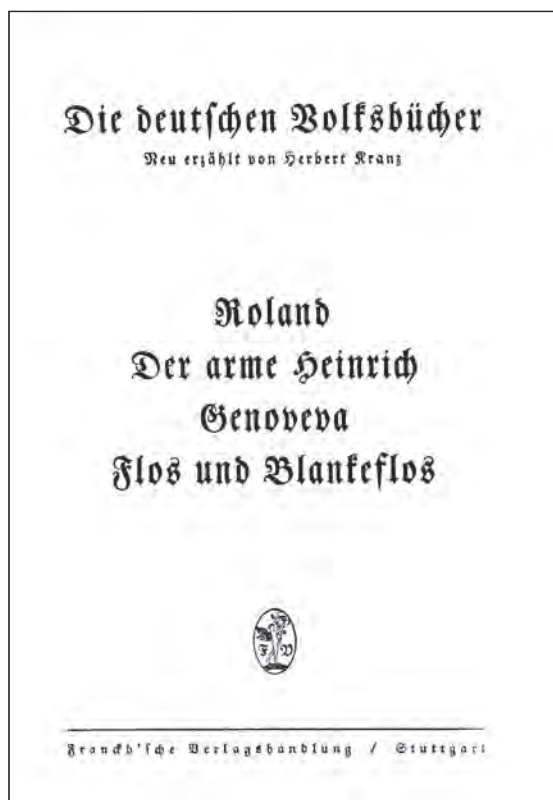 Die deutschen Volksbücher
Neu erzählt von Herbert Kranz
Roland
Der arme Heinrich
Genoveva
Flos und Blankeflos
F V
Franckh'sche Verlagshandlung / Stuttgart